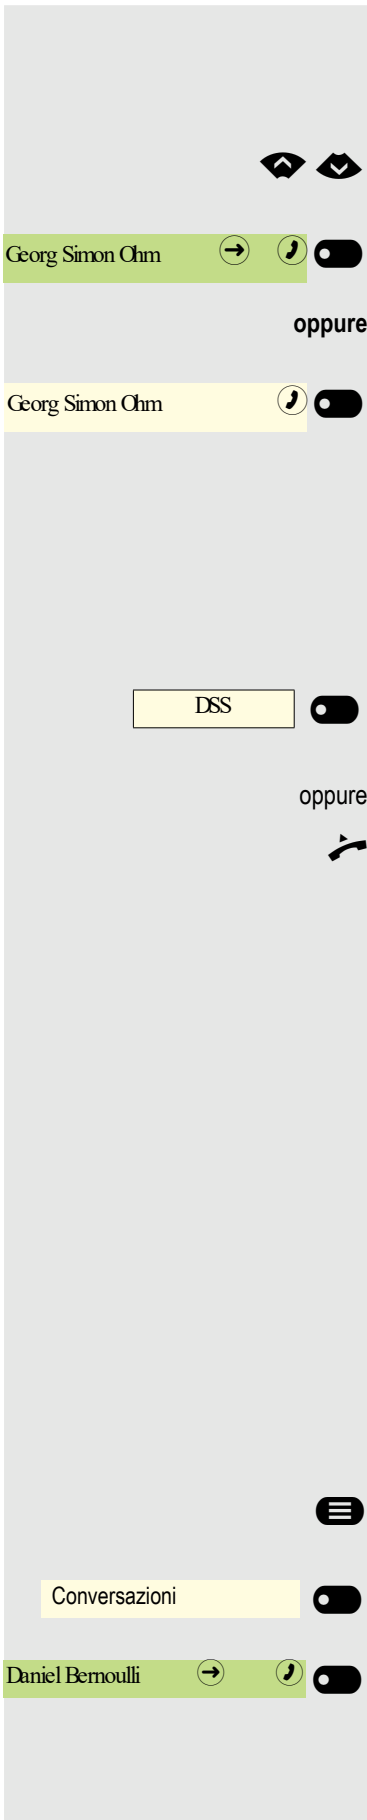 Georg Simon Ohm
oppure
Georg Simon Ohm
DSS
oppure
Conversazioni
Daniel Bernoulli